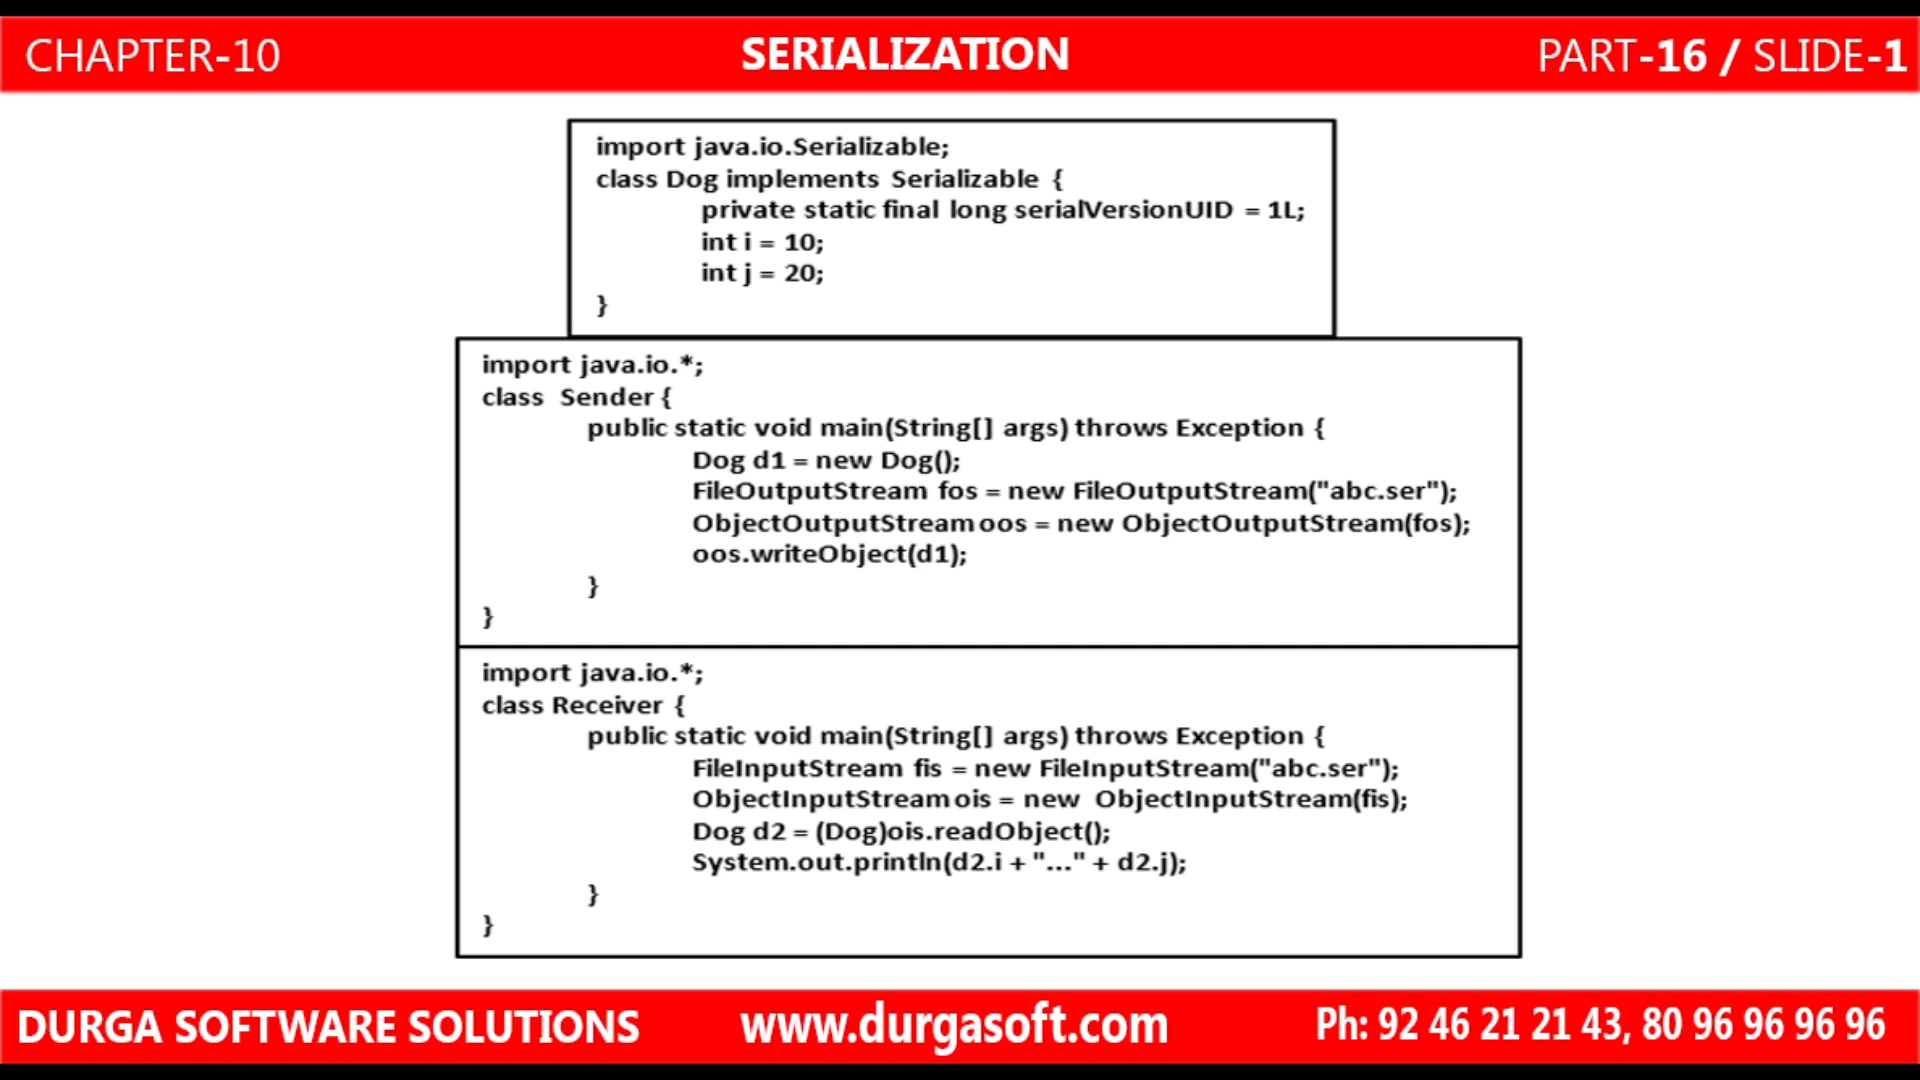 CHAPTER-10
SERIALIZATION
PART-16 / SLIDE-1
import java.io.Serializable;
class Dog implements Serializable {
private static final long serialVersionUID = 1L;
int i = 10;
int j = 20;
}
import java.io.*;
class Sender {
public static void main(String[] args) throws Exception {
Dog d1 = new Dog();
FileOutputStream fos = new FileOutputStream("abc.ser");
ObjectOutputStream oos = new ObjectOutputStream(fos);
oos.writeObject(d1);
}
}
import java.io.*;
class Receiver {
public static void main(String[] args) throws Exception {
FileInputStream fis = new FileInputStream("abc.ser");
ObjectInputStream ois = new ObjectInputStream(fis);
Dog d2 = (Dog)ois.readObject();
System.out.println(d2.i + "..." + d2.j);
}
}
DURGA SOFTWARE SOLUTIONS
www.durgasoft.com
Ph: 92 46 21 21 43, 80 96 96 96 96